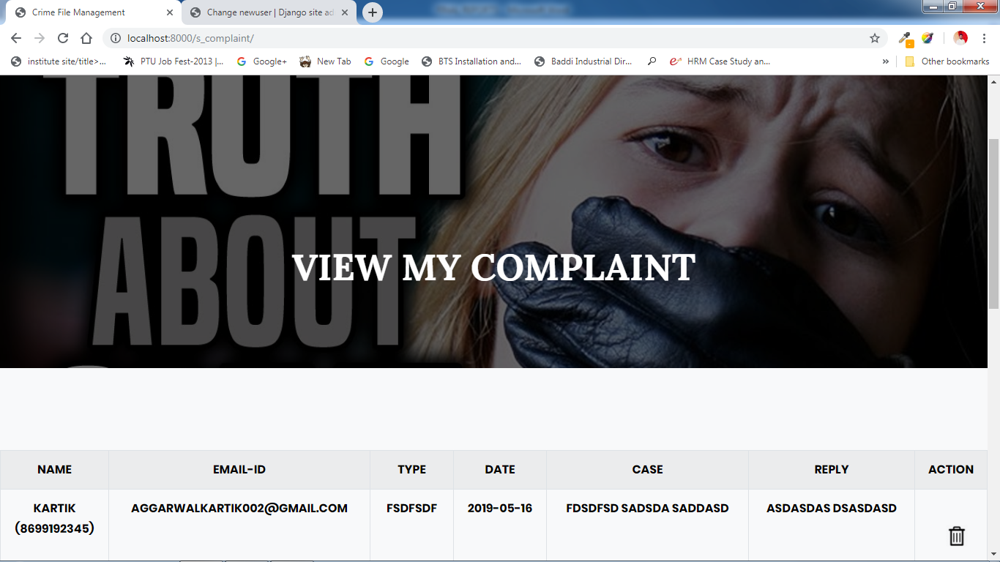 Crime File Management
Change newuser | Django site ad
localhost:8000/s_complaint/
institute site/title>...
PTU Job Fest-2013 |...
Google+
New Tab
Google
BTS Installation and...
Baddi Industrial Dir...
HRM Case Study an...
»
Other bookmarks
TRUTH
ABOUT
VIEW MY COMPLAINT
NAME EMAIL-ID TYPE DATE CASE REPLY ACTION
KARTIK AGGARWALKARTIK002@GMAIL.COM FSDFSDF 2019-05-16 FDSDFSD SADSDA SADDASD ASDASDAS DSASDASD
(8699192345)